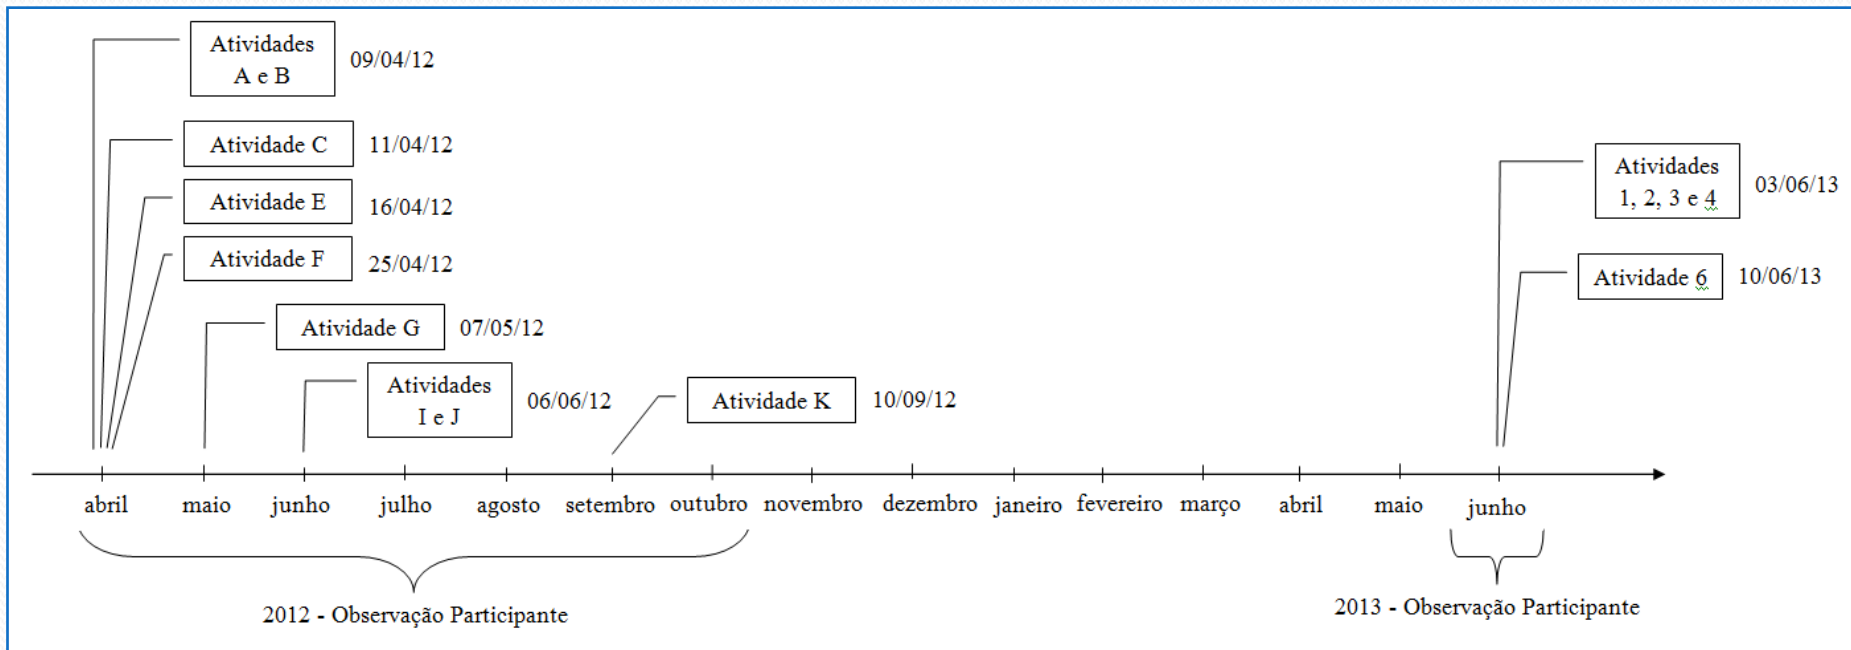 Atividades
A e B
09/04/12
Atividade C
11/04/12
Atividade E
16/04/12
Atividade F
25/04/12
Atividade G
07/05/12
Atividades
I e J
06/06/12
Atividade K
10/09/12
Atividades
1, 2, 3 e 4
03/06/13
Atividade 6
10/06/13
abril maio junho julho agosto setembro outubro novembro dezembro janeiro fevereiro março abril maio junho
2012 - Observação Participante
2013 - Observação Participante